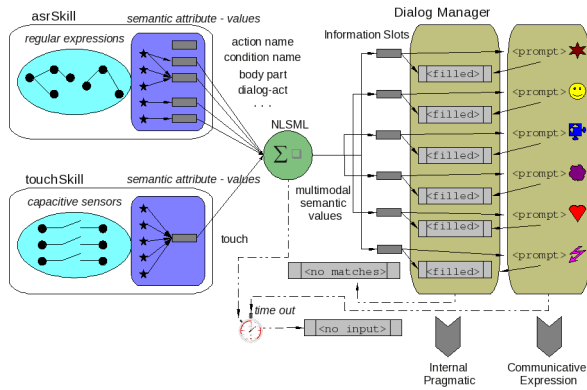 asrSkill
semantic attribute - values
regular expressions
action name
condition name
body part
dialog-act
. . .
NLSML
Σ
touchSkill
semantic attribute - values
capacitive sensors
touch
multimodal
semantic
values
Dialog Manager
Information Slots
<prompt>
<filled>
<prompt>
<filled>
<prompt>
<filled>
<prompt>
<filled>
<prompt>
<filled>
<prompt>
<filled>
<no matches>
time out
<no input>
Internal
Pragmatic
Communicative
Expression